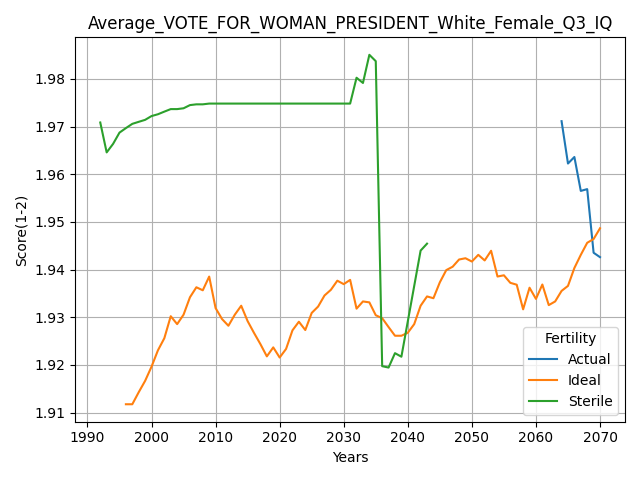 Average_VOTE_FOR_WOMAN_PRESIDENT_White_Female_Q3_IQ
Score(1-2)
1.98
1.97
1.96
1.95
1.94
1.93
1.92
1.91
1990
2000
2010
2020
2030
2040
2050
2060
2070
Years
Fertility
Actual
Ideal
Sterile